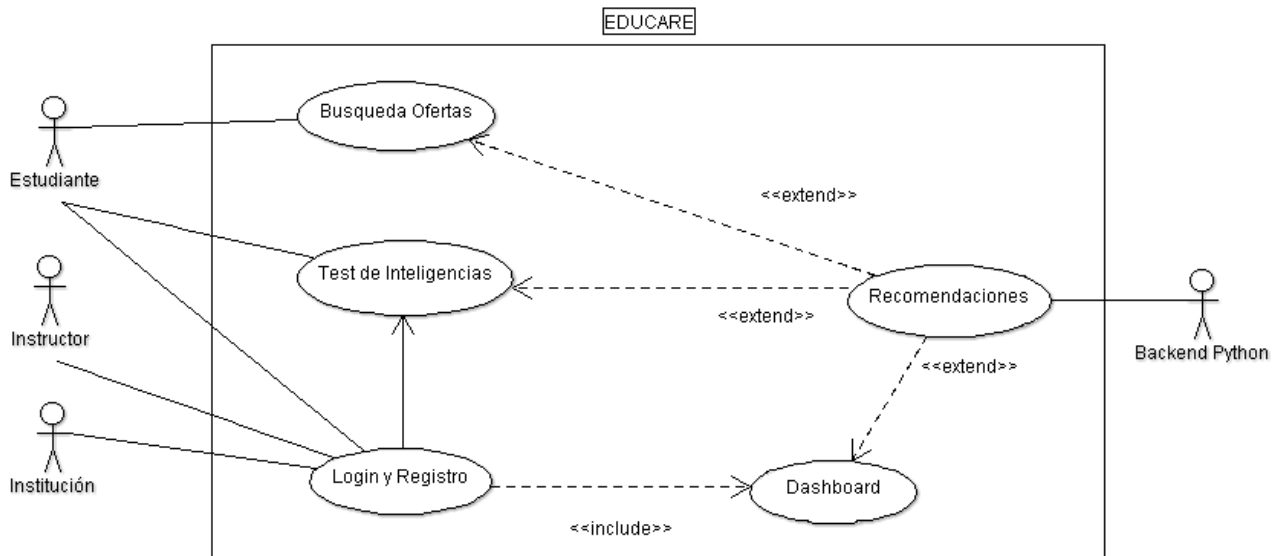 EDUCARE
Busqueda Ofertas
Estudiante
<<extend>>
Test de Inteligencias
Recomendaciones
<<extend>>
Instructor
Backend Python
<<extend>>
Login y Registro
Dashboard
Institución
<<include>>